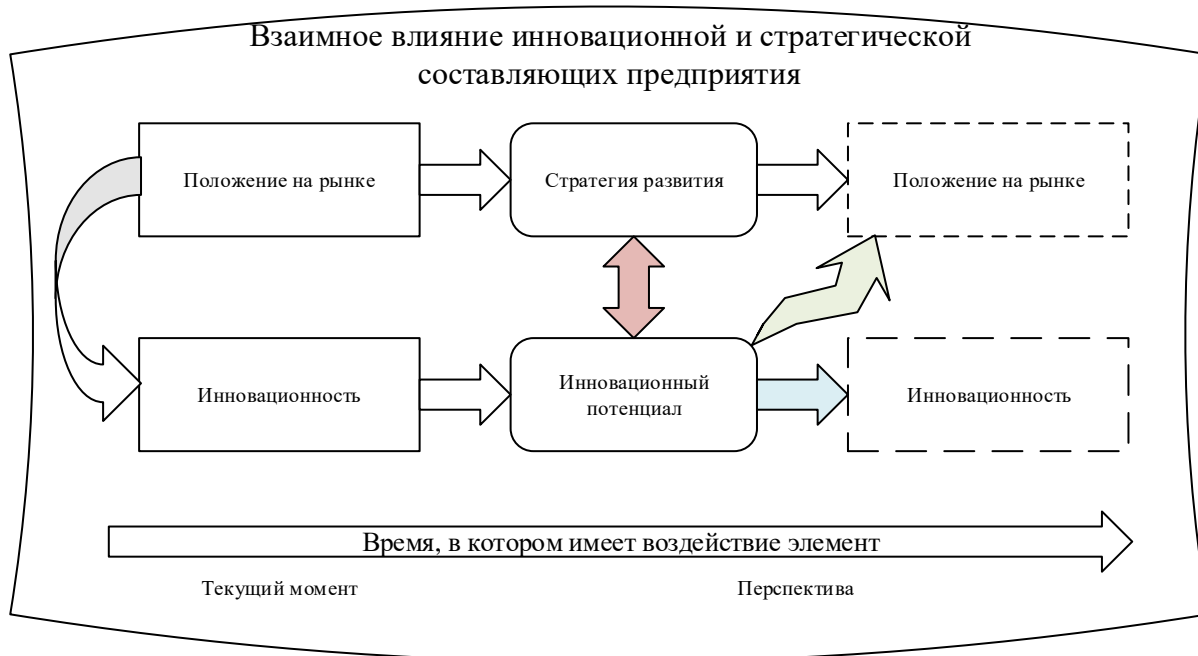 Взаимное влияние инновационной и стратегической
составляющих предприятия
Положение на рынке
Стратегия развития
Положение на рынке
Инновационность
Инновационный
потенциал
Инновационность
Время, в котором имеет воздействие элемент
Текущий момент
Перспектива